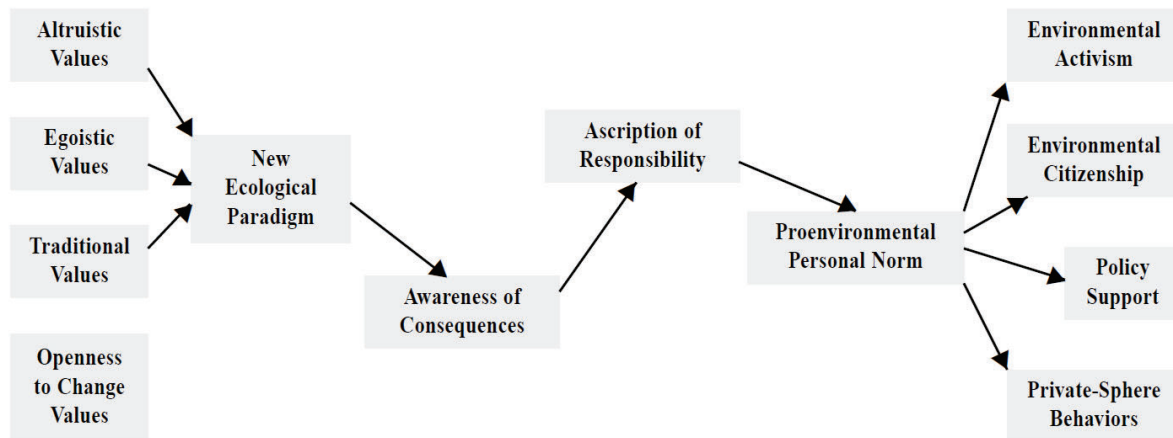 Altruistic
Values
Egoistic
Values
Traditional
Values
Openness
to Change
Values
New
Ecological
Paradigm
Awareness of
Consequences
Ascription of
Responsibility
Proenvironmental
Personal Norm
Environmental
Activism
Environmental
Citizenship
Policy
Support
Private-Sphere
Behaviors